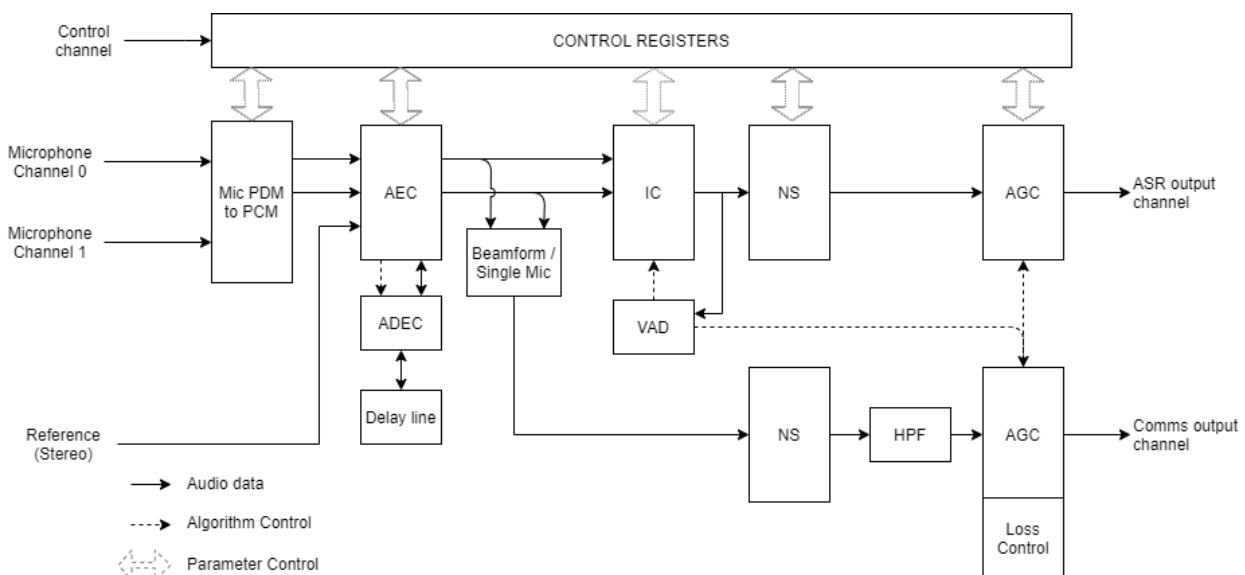 Control
channel
CONTROL REGISTERS
Microphone
Channel 0
Microphone
Channel 1
Mic PDM
to PCM
AEC
IC
NS
AGC
ASR output
channel
Beamform /
Single Mic
ADEC
VAD
Delay line
Reference
(Stereo)
NS
HPF
AGC
Comms output
channel
Loss
Control
Audio data
Algorithm Control
Parameter Control